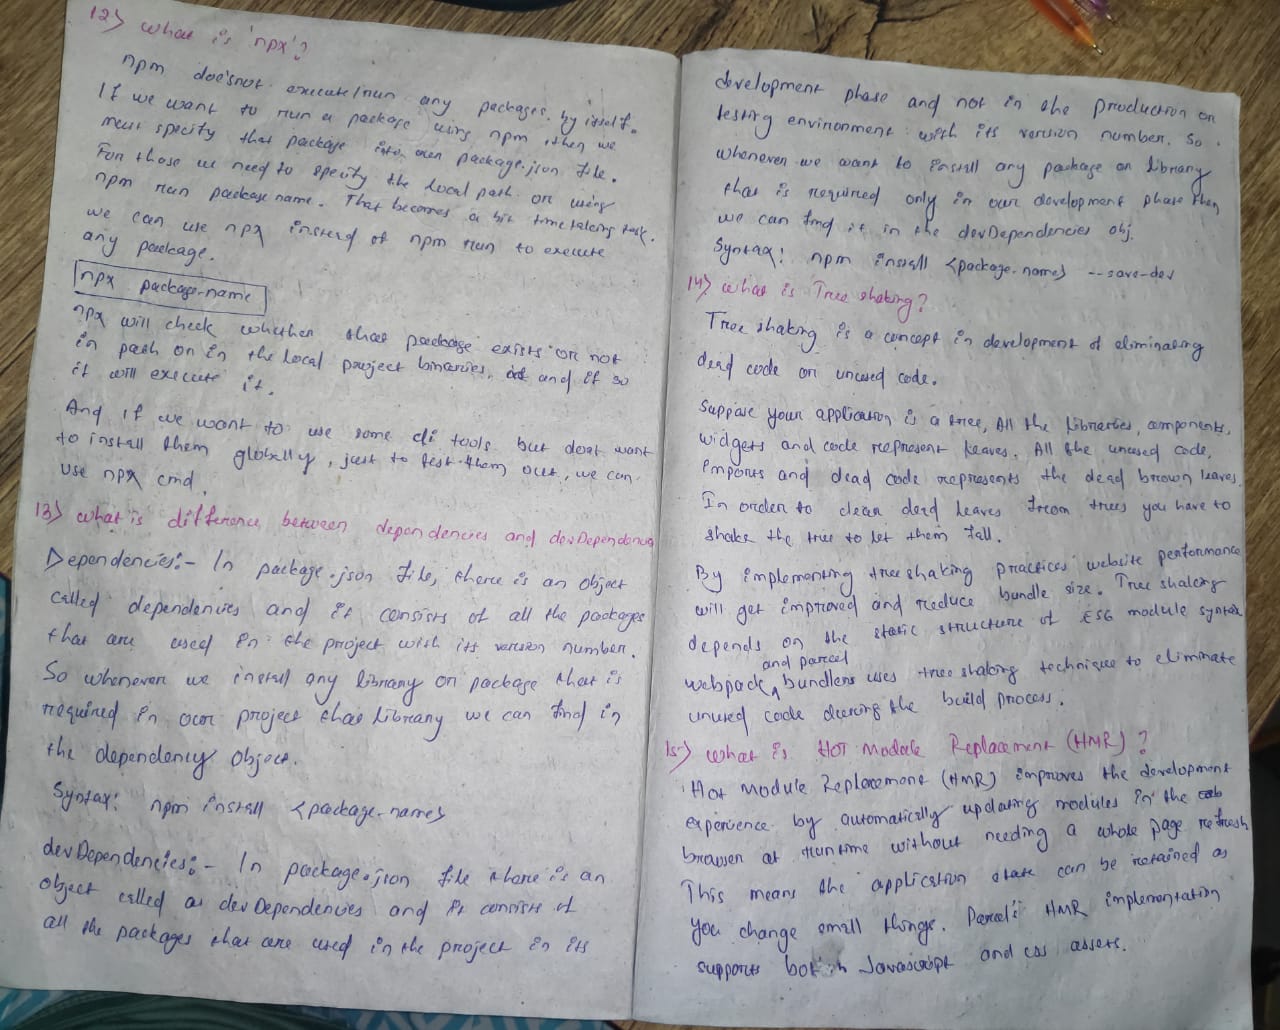 12) What is 'npx'?
npm doesnot execute/run any packages by itself.
If we want to run a package using npm, then we
must specify that package into our package.json file.
For those we need to specify the local path or using
npm run package name. That becomes a bit time taking task.
we can use npx instead of npm run to execute
any package.
npx package-name
npx will check whether that package exists or not
in path or in the local project binaries, and if so
it will execute it.
And if we want to use some cli tools but dont want
to install them globally, just to test them out, we can
use npx cmd.
13) what is difference between dependencies and devDependencies
Dependencies:- In package.json file, there is an object
called dependencies and it consists of all the packages
that are used in the project with its version number.
So whenever we install any library or package that is
required in our project that library we can find in
the dependency object.
Syntax: npm install <package-name>
devDependencies:- In package.json file there is an
object called as devDependencies and it consists of
all the packages that are used in the project in its
development phase and not in the production or
testing environment with its version number. So
whenever we want to install any package or library
that is required only in our development phase then
we can find it in the devDependencies obj.
Syntax: npm install <package-name> --save-dev
14) what is Tree shaking?
Tree shaking is a concept in development of eliminating
dead code or unused code.
Suppose your application is a tree, All the libraries, components,
widgets and code represent leaves. All the unused code,
imports and dead code represents the dead brown leaves.
In order to clean dead leaves from trees you have to
shake the tree to let them fall.
By implementing tree shaking practices website performance
will get improved and reduce bundle size. Tree shaking
depends on the static structure of ES6 module syntax
webpack and parcel bundlers uses tree shaking technique to eliminate
unused code during the build process.
15) what is Hot Module Replacement (HMR)?
Hot Module Replacement (HMR) improves the development
experience by automatically updating modules in the
browser at runtime without needing a whole page refresh
This means the application state can be retained as
you change small things. Parcel's HMR implementation
supports both Javascript and css assets.